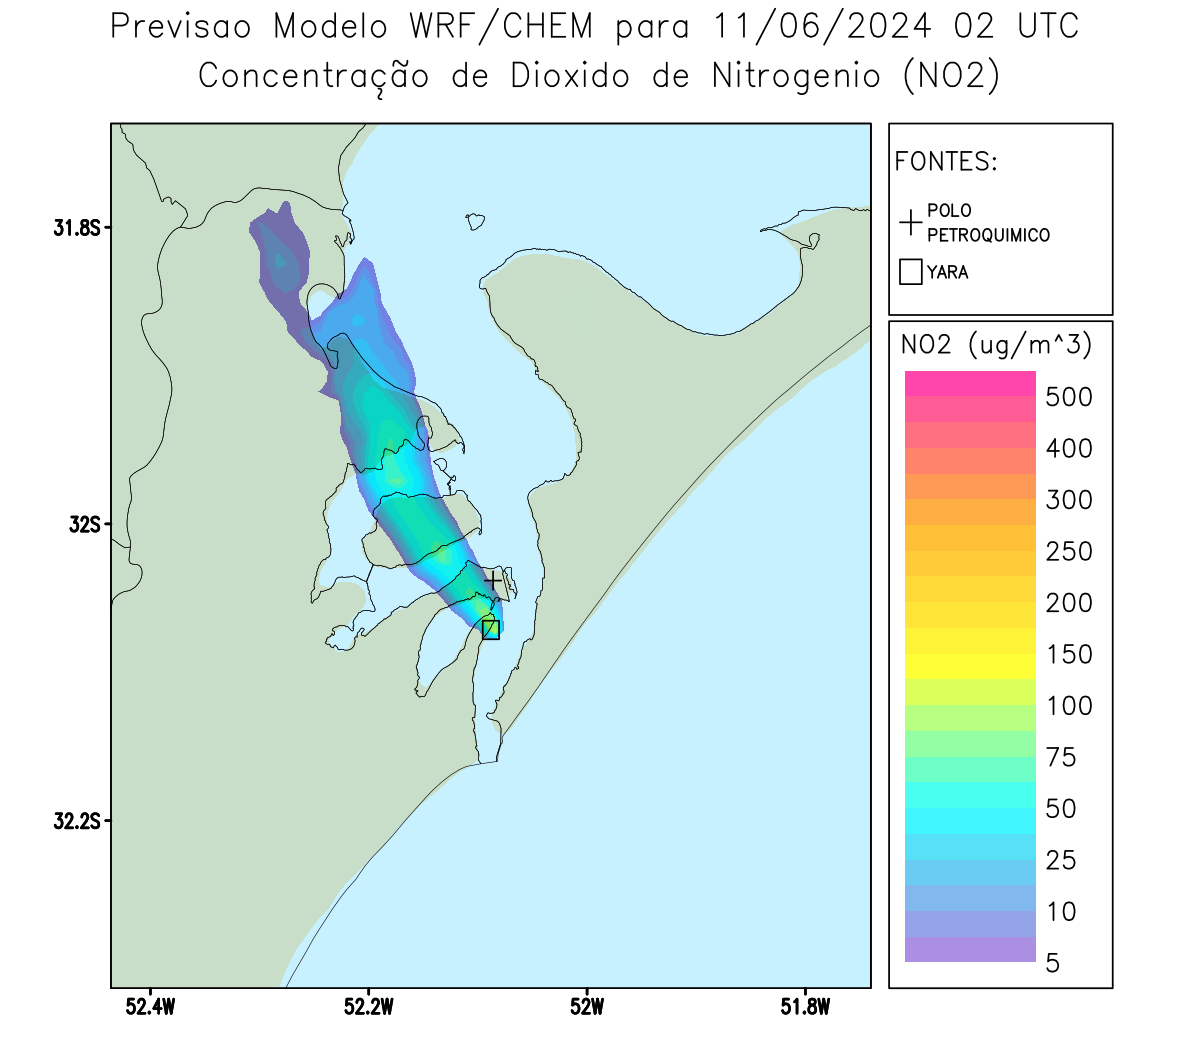 Previsao Modelo WRF/CHEM para 11/06/2024 02 UTC
Concentração de Dioxido de Nitrogenio (NO2)
FONTES:
POLO
PETROQUIMICO
YARA
NO2 (ug/m^3)
500
400
300
250
200
150
100
75
50
25
10
5
31.8S
32S
32.2S
52.4W
52.2W
52W
51.8W